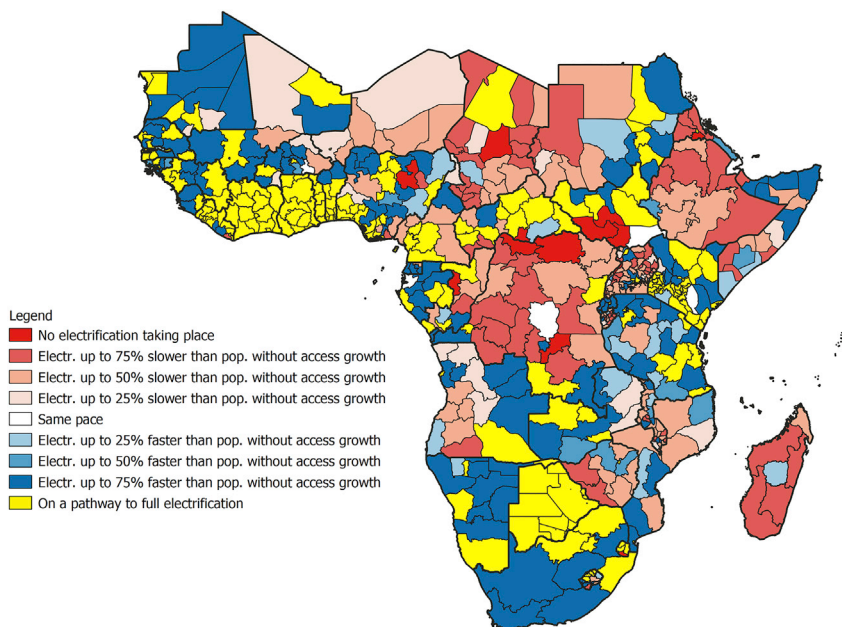 Legend
No electrification taking place
Electr. up to 75% slower than pop. without access growth
Electr. up to 50% slower than pop. without access growth
Electr. up to 25% slower than pop. without access growth
Same pace
Electr. up to 25% faster than pop. without access growth
Electr. up to 50% faster than pop. without access growth
Electr. up to 75% faster than pop. without access growth
On a pathway to full electrification